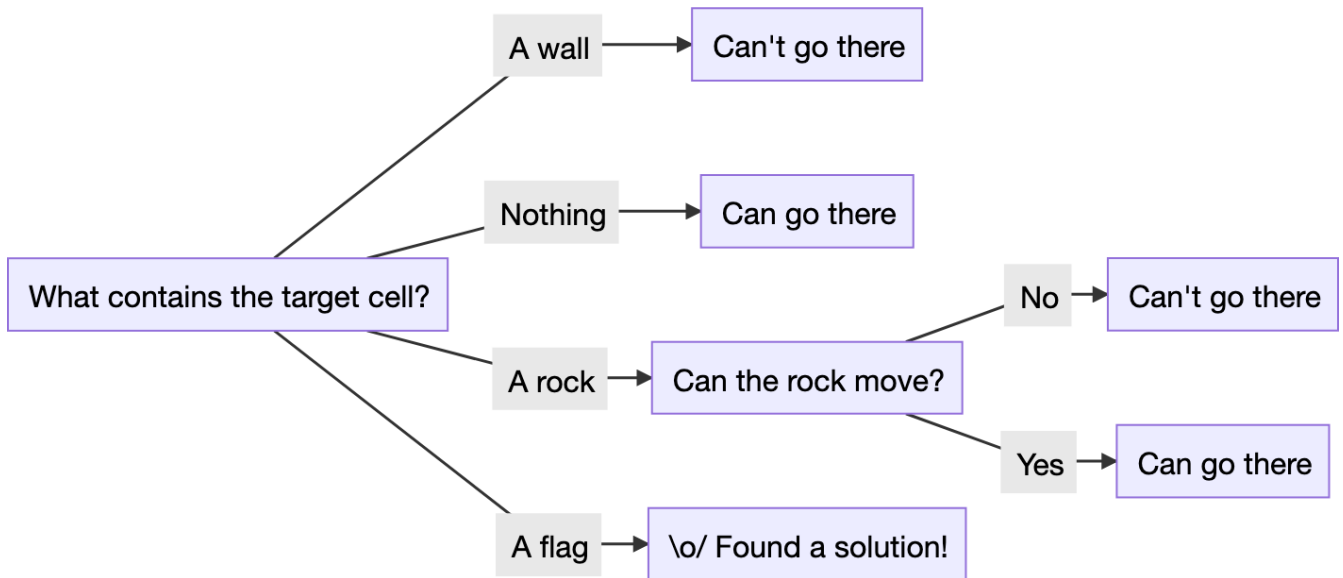 A wall
Can't go there
Nothing
Can go there
What contains the target cell?
No
Can't go there
A rock
Can the rock move?
Yes
Can go there
A flag
\o/ Found a solution!